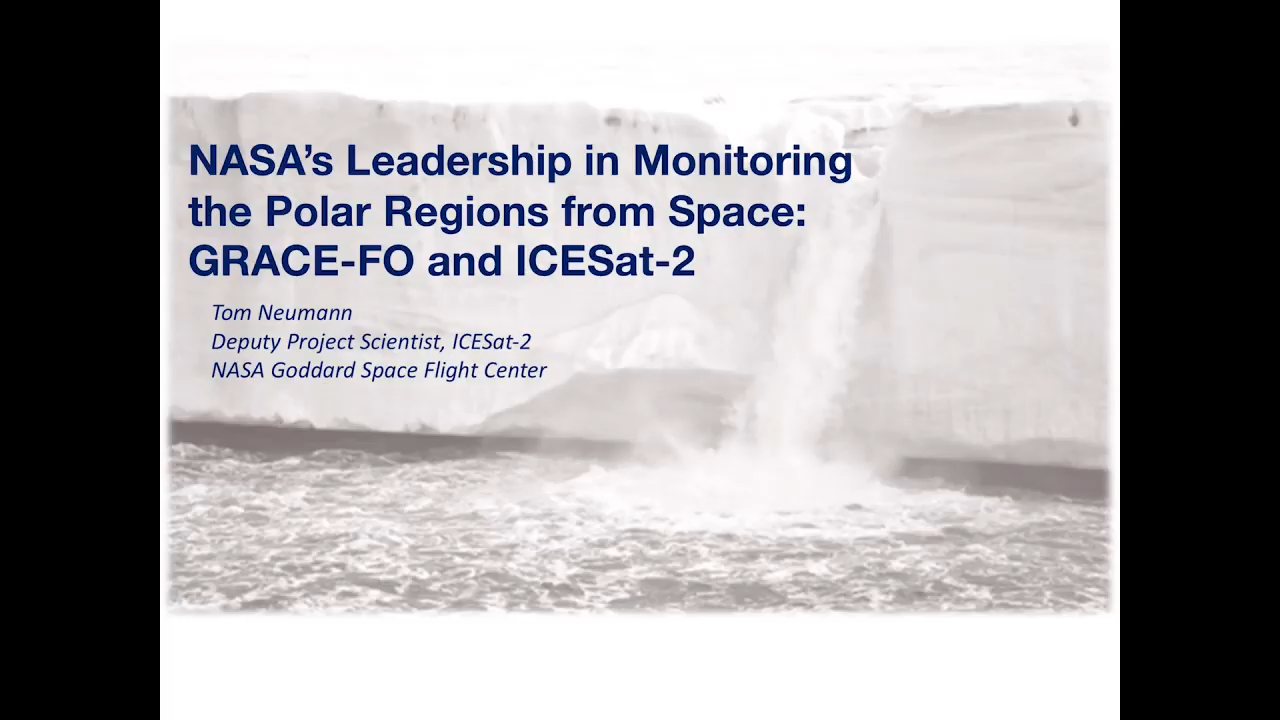 NASA’s Leadership in Monitoring
the Polar Regions from Space:
GRACE-FO and ICESat-2
Tom Neumann
Deputy Project Scientist, ICESat-2
NASA Goddard Space Flight Center